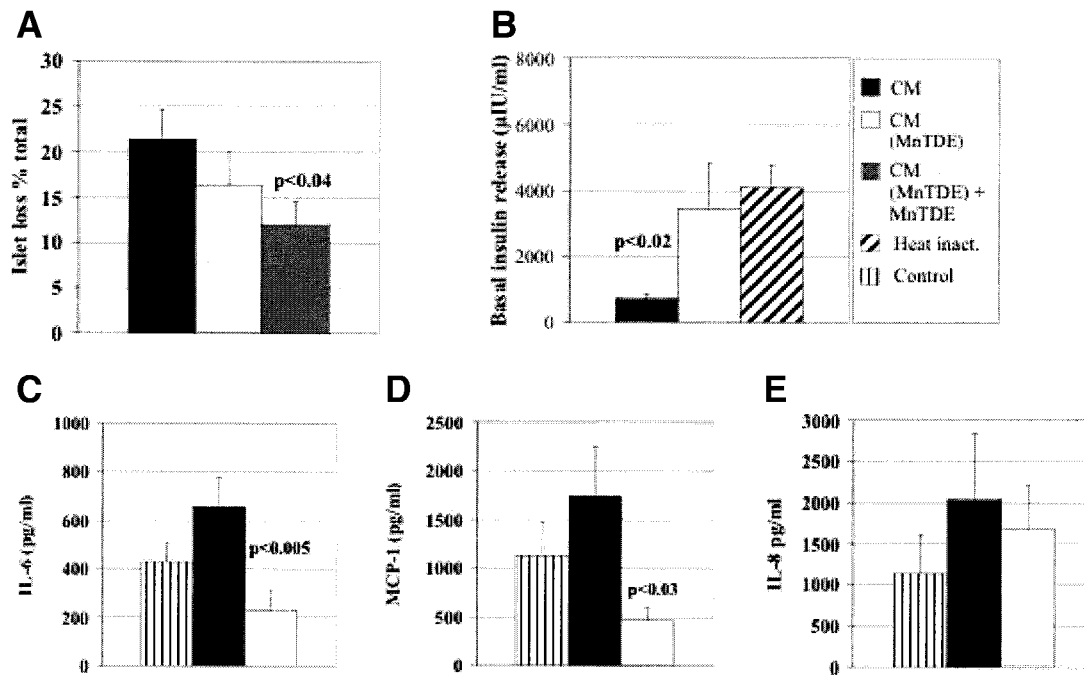 A
Islet loss % total
30
25
20
15
10
5
0
p<0.04
B
Basal insulin release (µIU/ml)
8000
6000
4000
2000
0
p<0.02
CM
CM
(MnTDE)
CM
(MnTDE) +
MnTDE
Heat inact.
Control
C
IL-6 (pg/ml)
1000
800
600
400
200
0
p<0.005
D
MCP-1 (pg/ml)
2500
2000
1500
1000
500
0
p<0.03
E
IL-8 pg/ml
3000
2500
2000
1500
1000
500
0